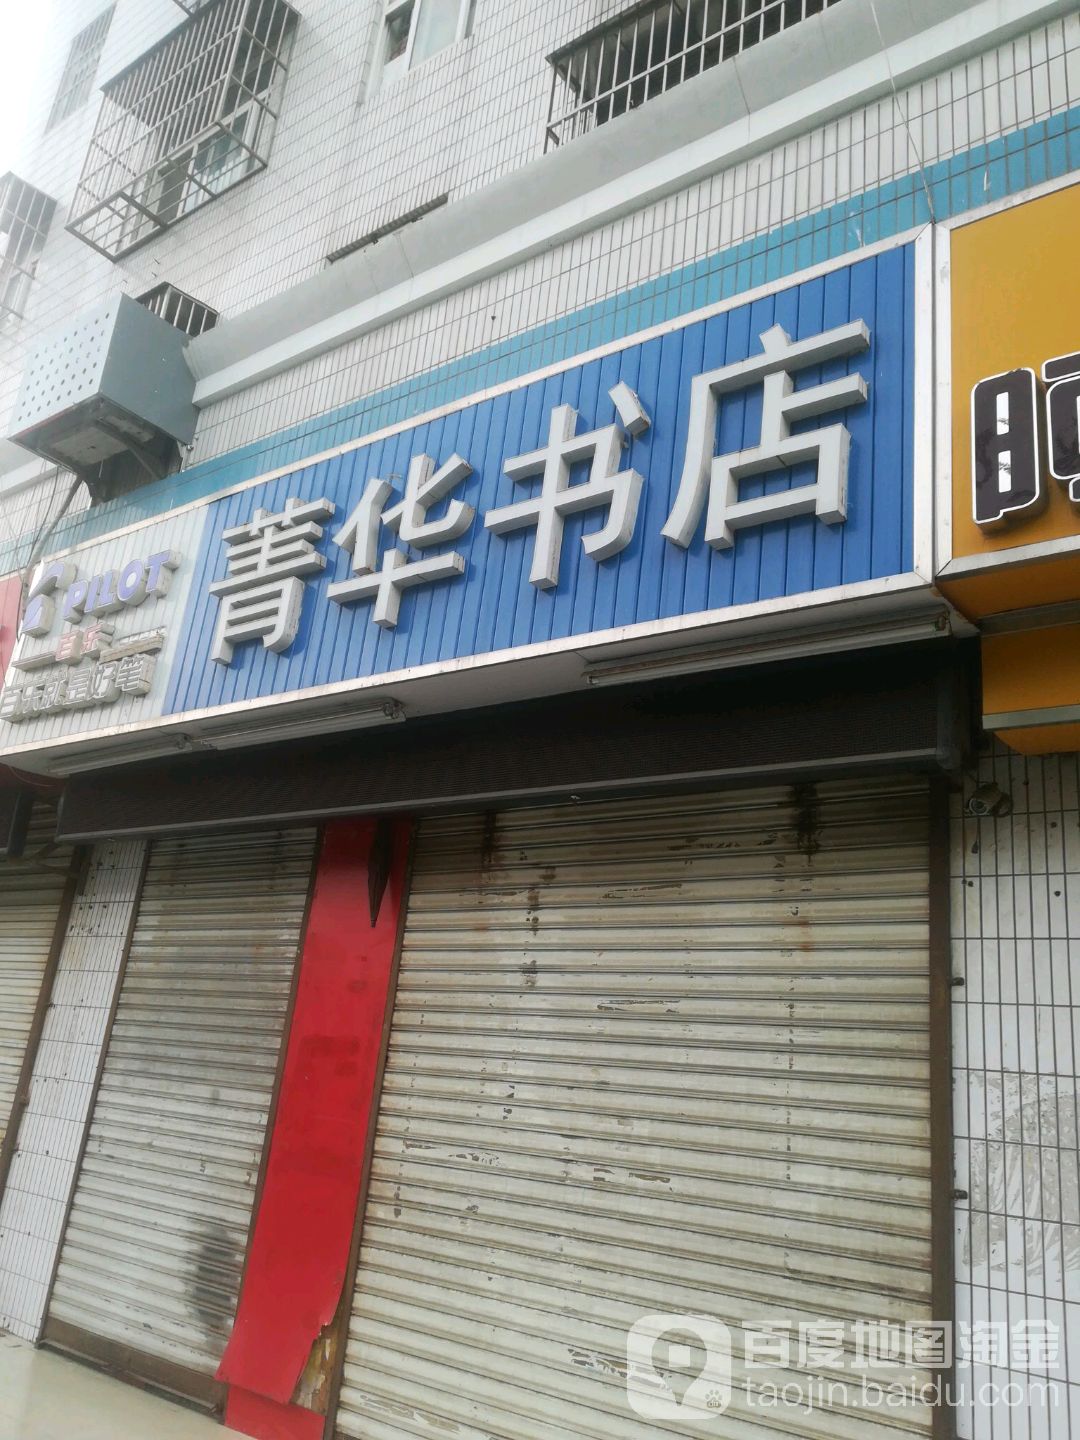 菁华书店
PILOT
百乐
百乐就是好笔
百度地图淘金
taojin.baidu.com